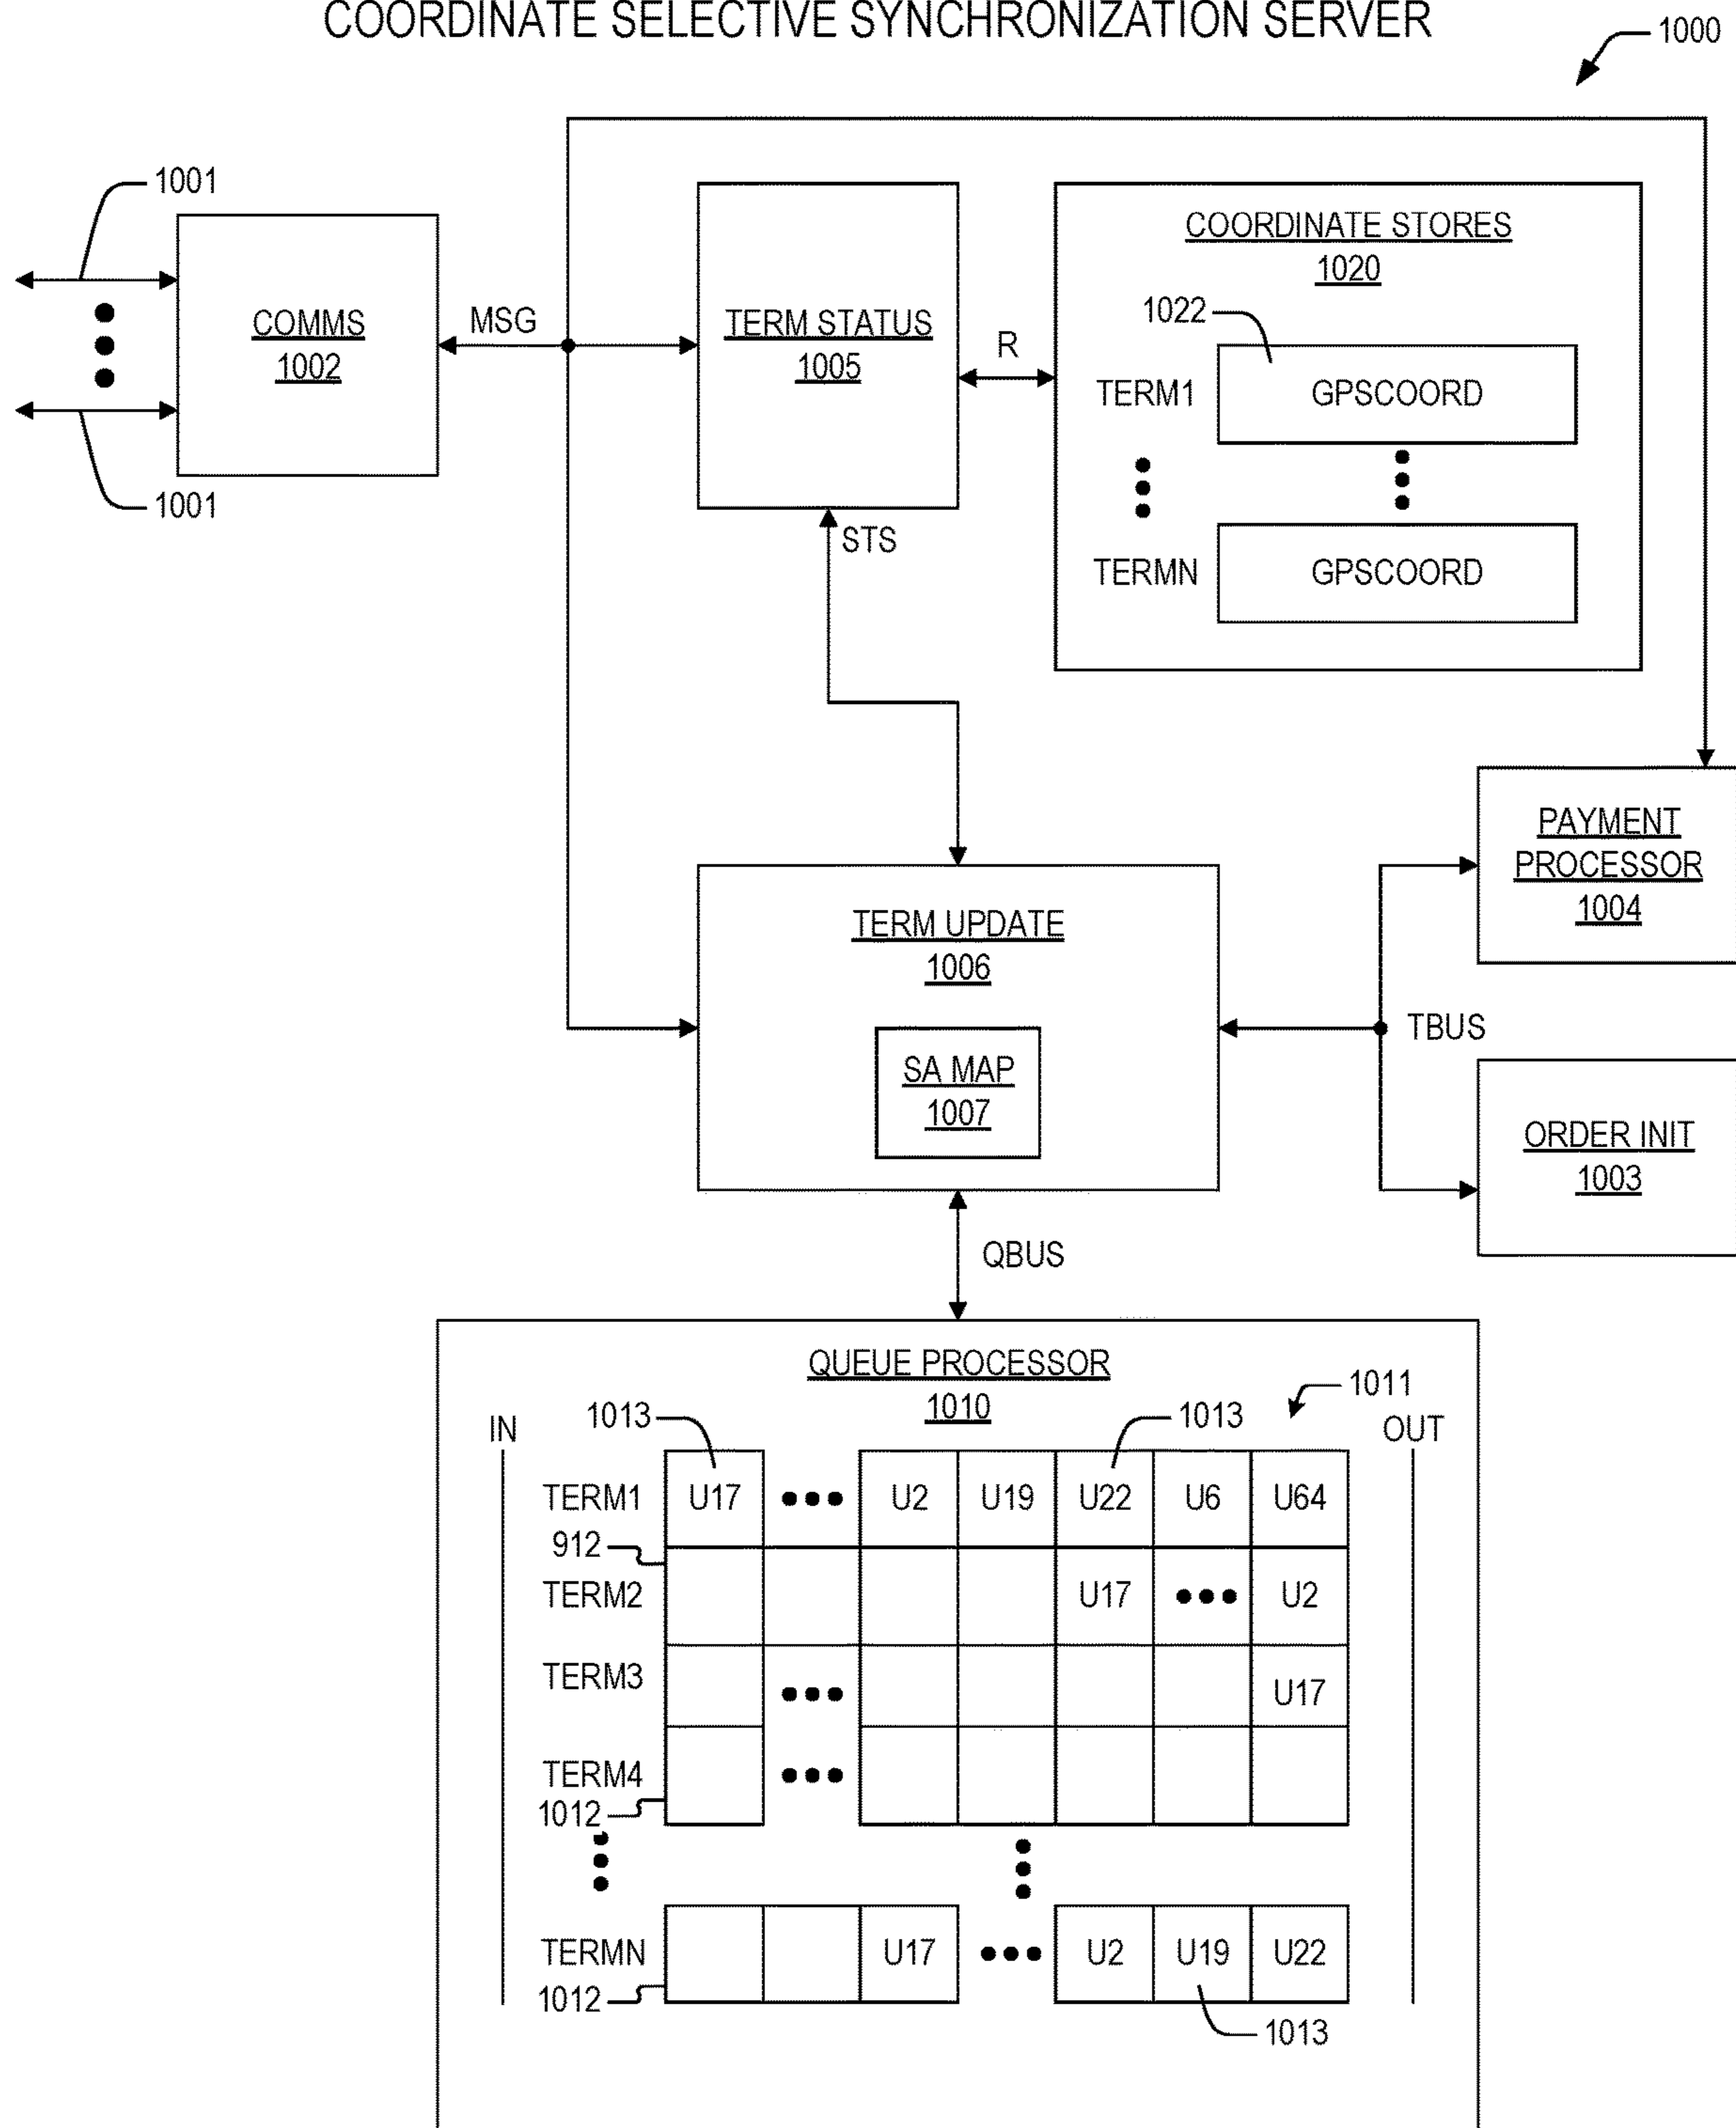 COORDINATE SELECTIVE SYNCHRONIZATION SERVER
1000
1001
COMMS
1002
1001
MSG
TERM STATUS
1005
R
STS
COORDINATE STORES
1020
1022
TERM1
GPSCOORD
TERMN
GPSCOORD
PAYMENT
PROCESSOR
1004
TERM UPDATE
1006
SA MAP
1007
TBUS
ORDER INIT
1003
QBUS
QUEUE PROCESSOR
1010
1011
1013
1013
IN
OUT
TERM1 U17 ●●● U2 U19 U22 U6 U64
912
TERM2 U17 ●●● U2
TERM3 ●●● U17
TERM4 ●●●
1012
TERMN U17 ●●● U2 U19 U22
1012
1013